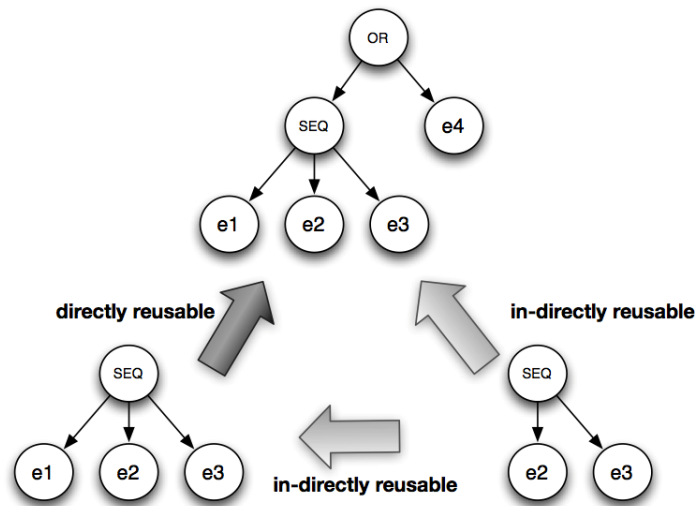 OR
SEQ
e4
e1 e2 e3
directly reusable
in-directly reusable
SEQ
SEQ
e1 e2 e3
in-directly reusable
e2 e3